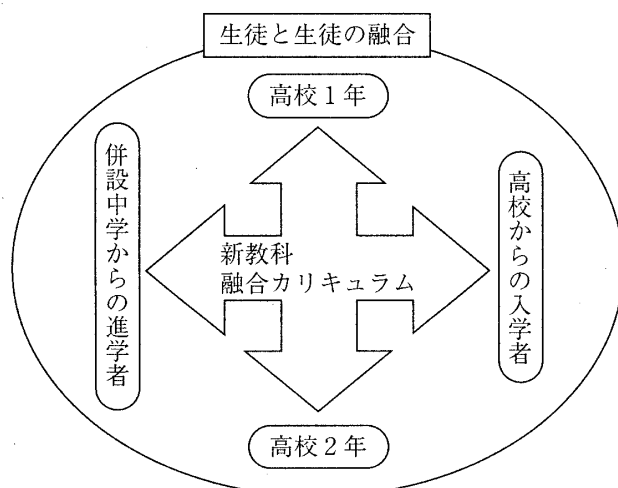 生徒と生徒の融合
高校1年
併設中学からの進学者
新教科
融合カリキュラム
高校からの入学者
高校2年